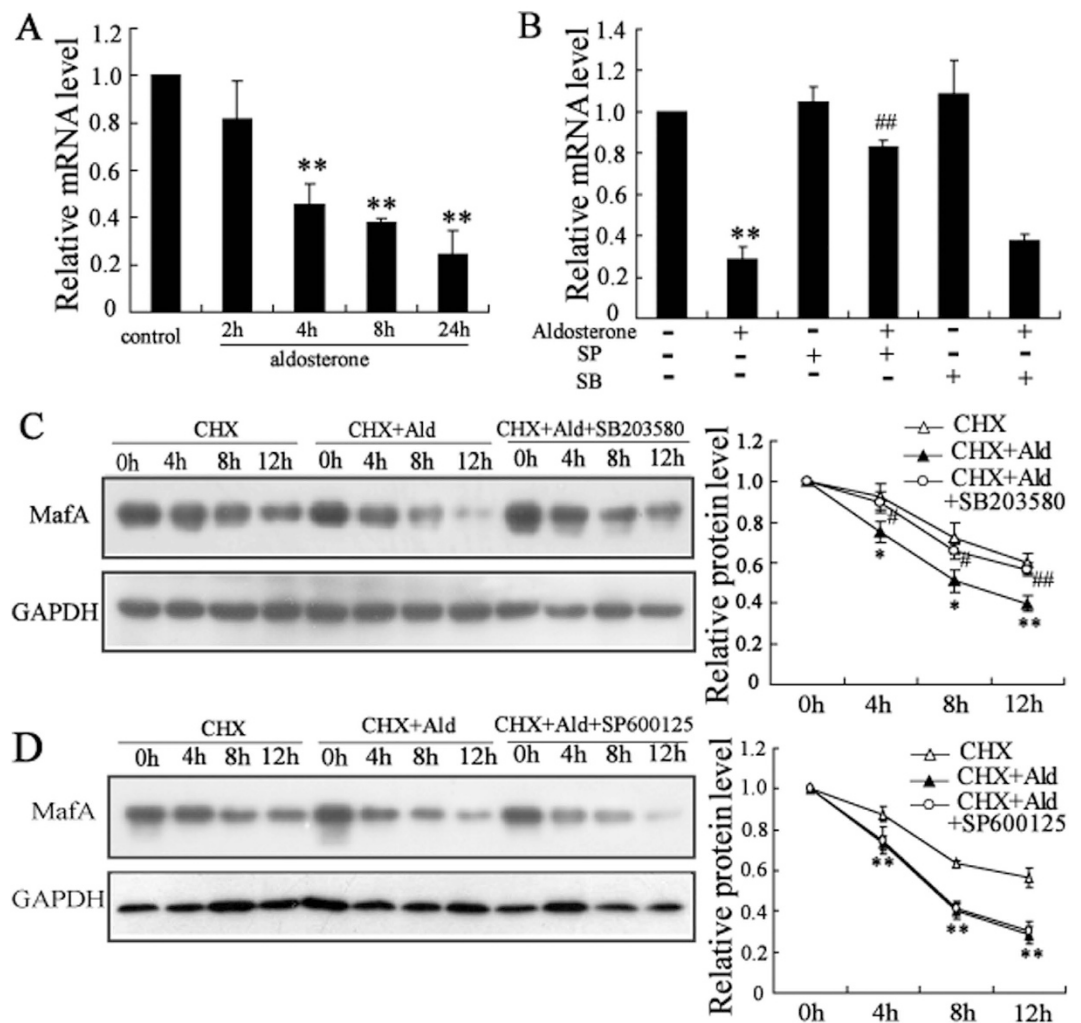 A
Relative mRNA level
1.2
1.0
0.8
0.6
0.4
0.2
0
**
**
**
control
2h 4h 8h 24h
aldosterone
B
Relative mRNA level
1.4
1.2
1.0
0.8
0.6
0.4
0.2
0
**
##
Aldosterone - + - + - +
SP - - + + - -
SB - - - - + +
C
CHX CHX+Ald CHX+Ald+SB203580
0h 4h 8h 12h 0h 4h 8h 12h 0h 4h 8h 12h
MafA
GAPDH
Relative protein level
1.2
1.0
0.8
0.6
0.4
1.2
0
CHX
CHX+Ald
CHX+Ald
+SB203580
#
#
##
*
*
**
0h 4h 8h 12h
D
CHX CHX+Ald CHX+Ald+SP600125
0h 4h 8h 12h 0h 4h 8h 12h 0h 4h 8h 12h
MafA
GAPDH
Relative protein level
1.2
1.0
0.8
0.6
0.4
0.2
0
CHX
CHX+Ald
CHX+Ald
+SP600125
**
**
**
0h 4h 8h 12h